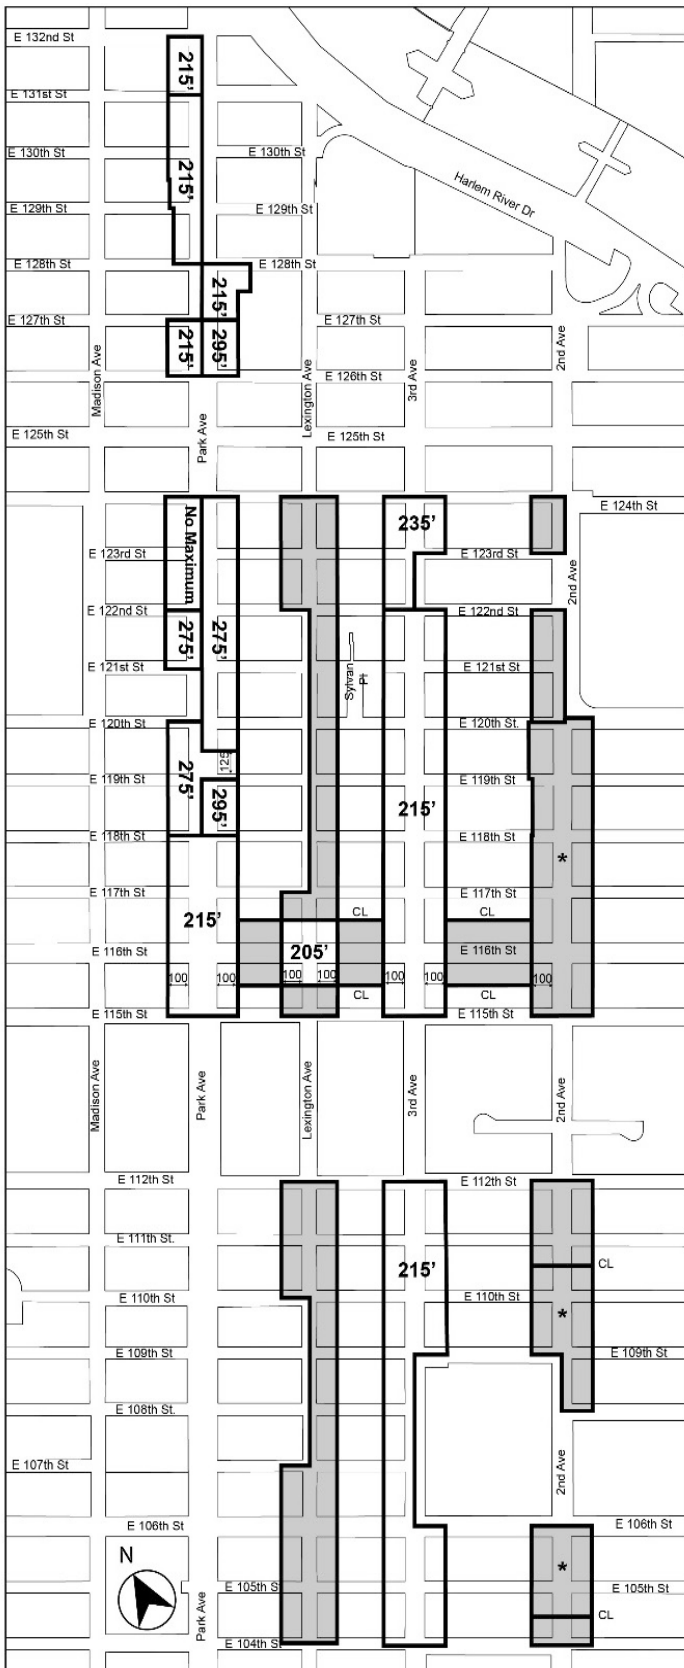 E 132nd St
215'
E 131st St
E 130th St
E 130th St
215'
Harlem River Dr
E 129th St
E 129th St
E 128th St
E 128th St
215'
E 127th St
E 127th St
215'
295'
Madison Ave
Park Ave
Lexington Ave
3rd Ave
2nd Ave
E 126th St
E 125th St
E 125th St
No Maximum
235'
E 124th St
E 123rd St
E 123rd St
2nd Ave
E 122nd St
E 122nd St
275'
275'
E 121st St
Sylvan
Pl
E 121st St
E 120th St
E 120th St.
275'
125
E 119th St
E 119th St
295'
215'
E 118th St
E 118th St
*
E 117th St
E 117th St
215'
CL
CL
E 116th St
205'
E 116th St
100
100
100
100
100
100
100
CL
CL
E 115th St
E 115th St
Madison Ave
Park Ave
Lexington Ave
3rd Ave
2nd Ave
E 112th St
E 112th St
E 111th St.
215'
CL
E 110th St
E 110th St
*
E 109th St
E 109th St
E 108th St.
E 107th St
2nd Ave
E 106th St
E 106th St
N
*
E 105th St
E 105th St
Park Ave
CL
E 104th St